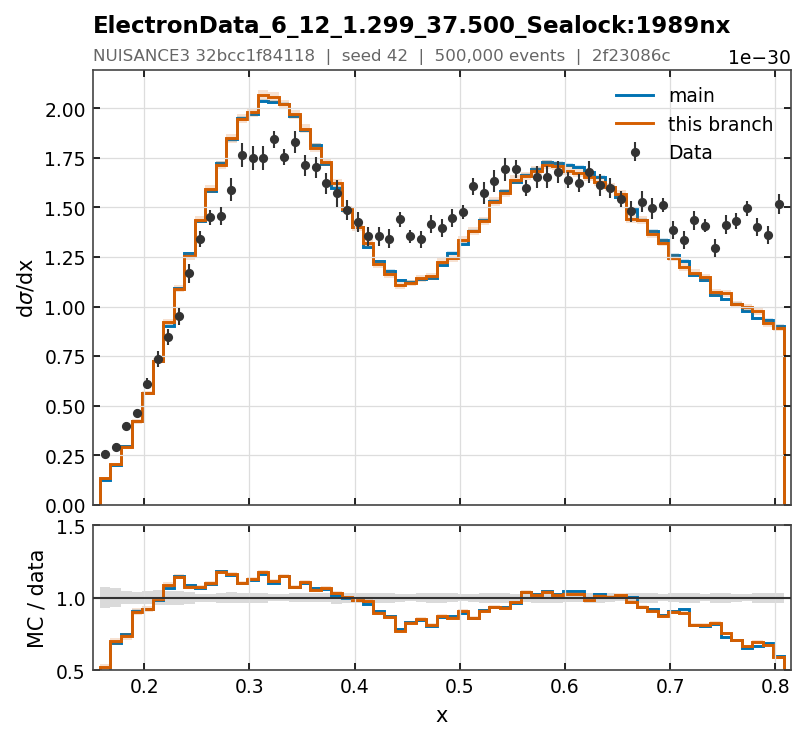 ElectronData_6_12_1.299_37.500_Sealock:1989nx
NUISANCE3 32bcc1f84118 | seed 42 | 500,000 events | 2f23086c
1e−30
main
this branch
Data
dσ/dx
2.00
1.75
1.50
1.25
1.00
0.75
0.50
0.25
0.00
MC / data
1.5
1.0
0.5
0.2 0.3 0.4 0.5 0.6 0.7 0.8
x